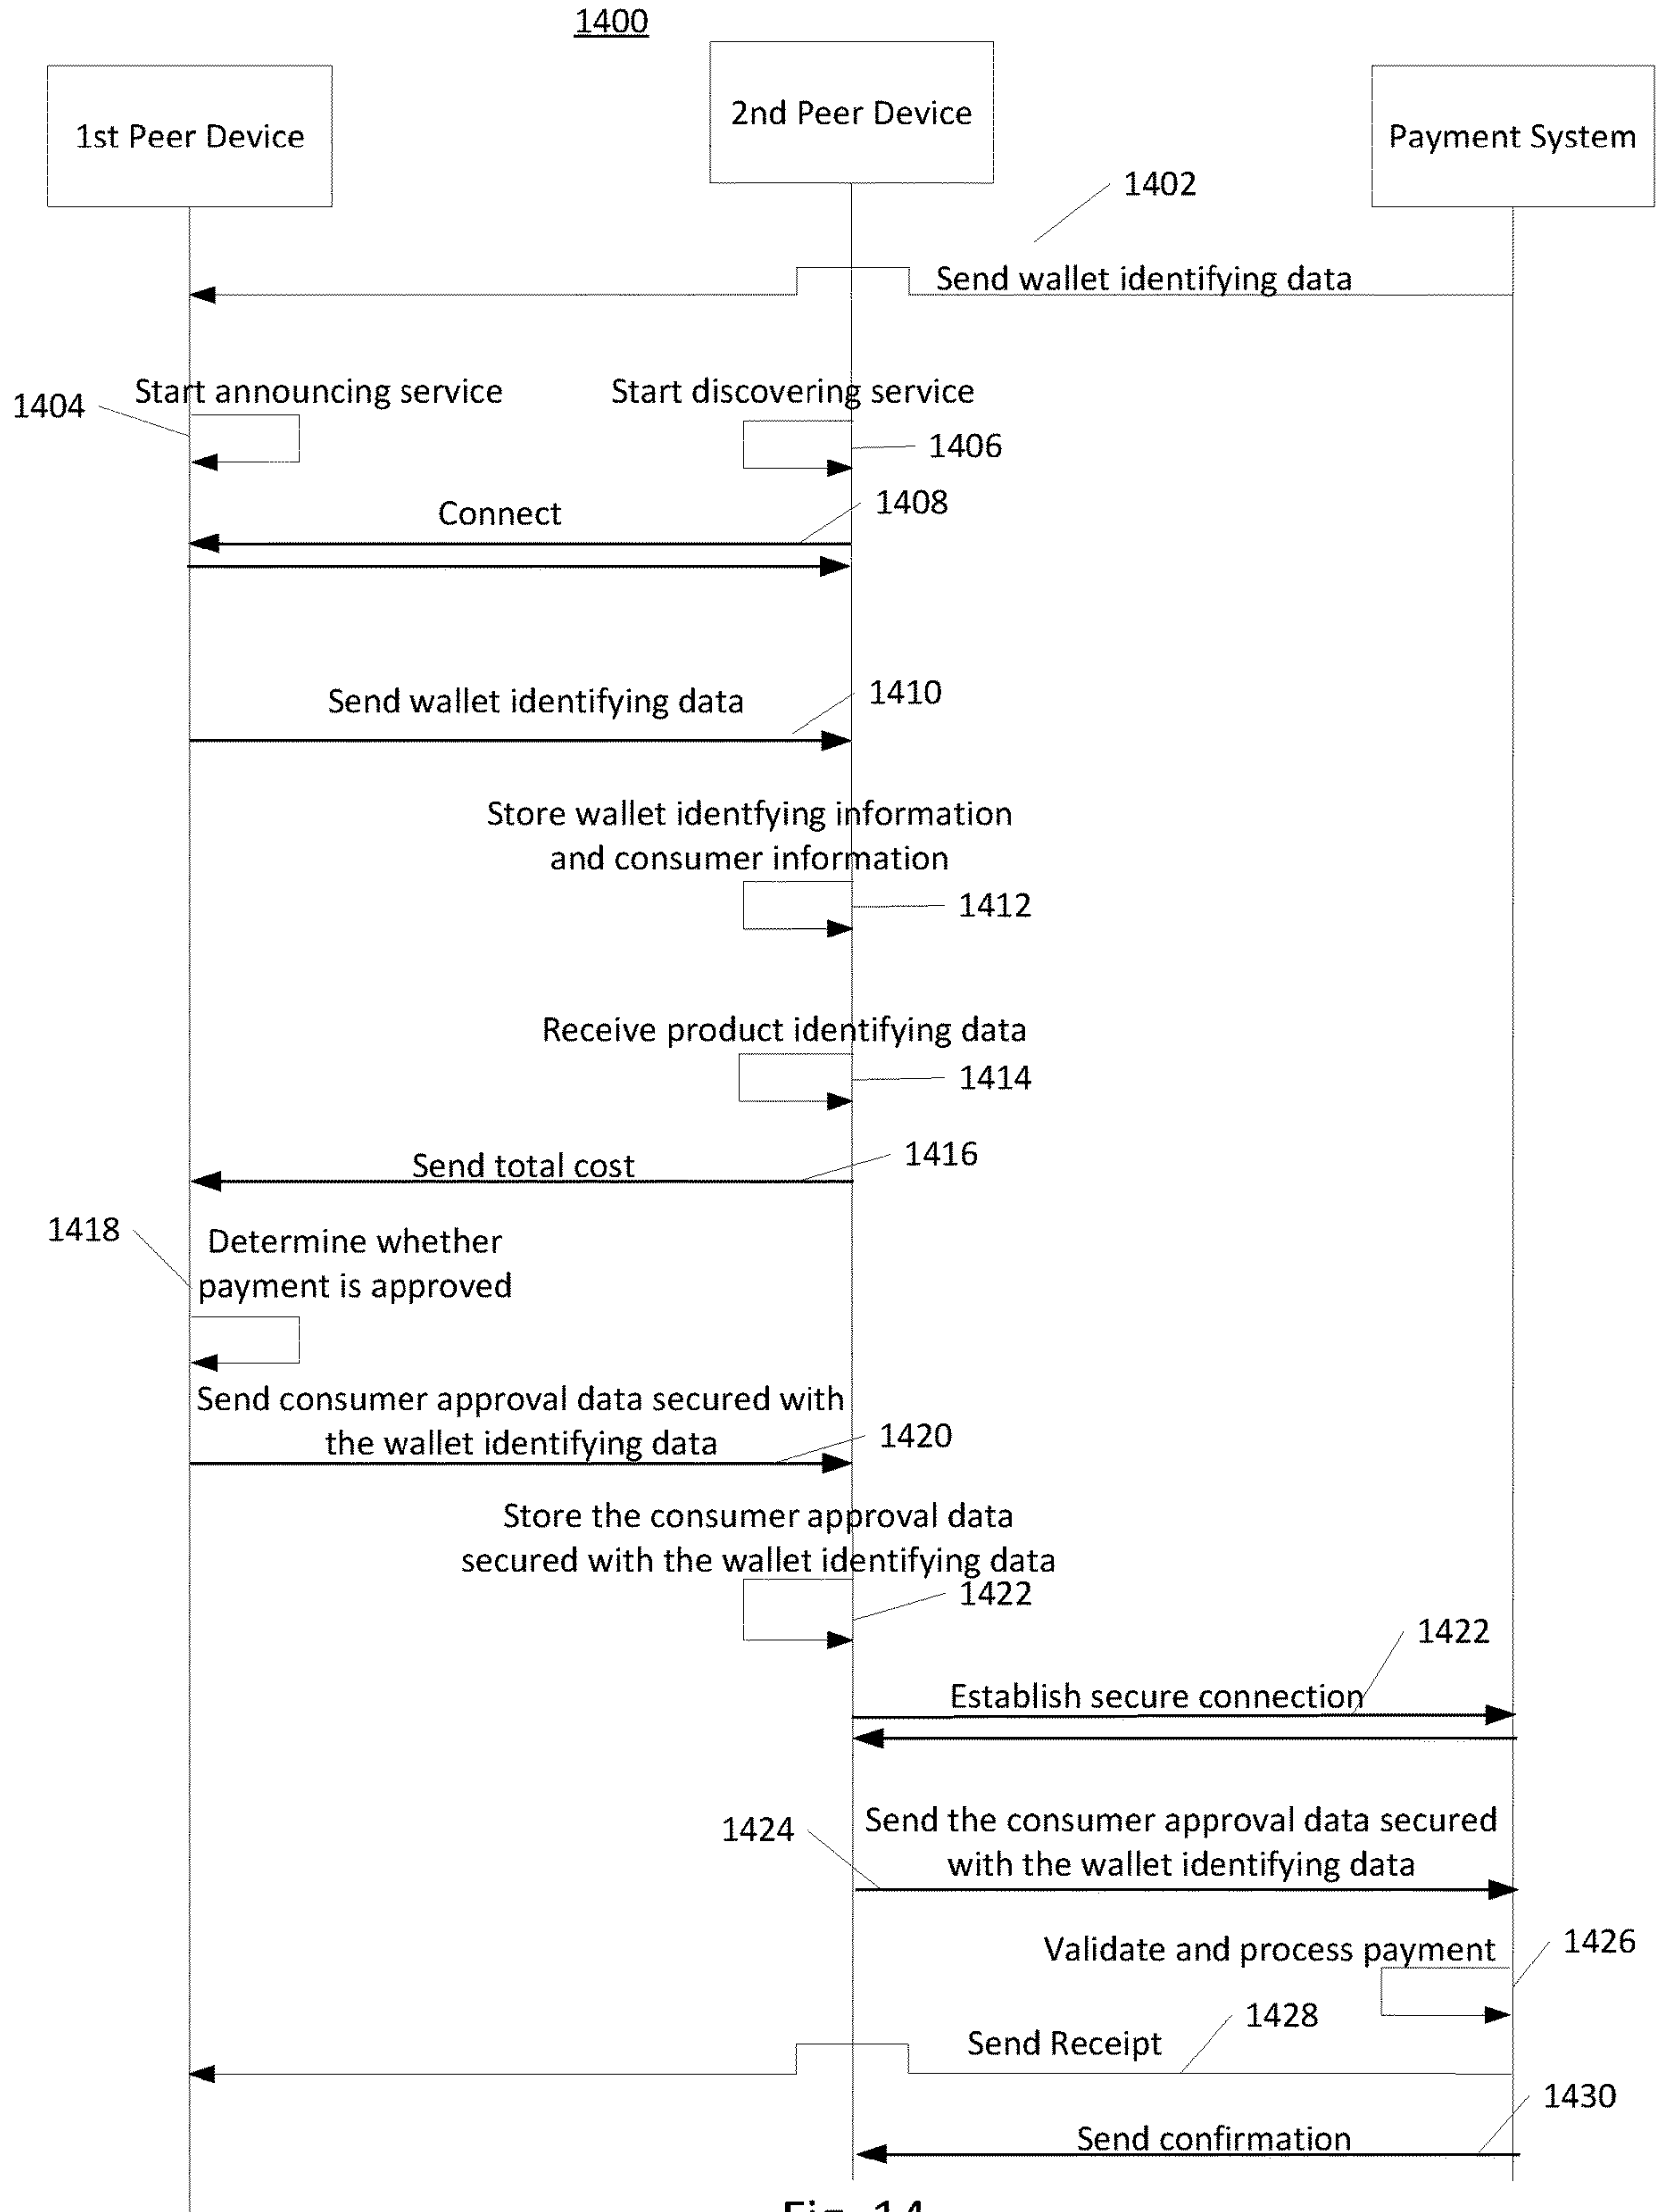 1400
1st Peer Device
2nd Peer Device
Payment System
1402
Send wallet identifying data
Start announcing service
Start discovering service
1404
1406
1408
Connect
1410
Send wallet identifying data
Store wallet identfying information
and consumer information
1412
Receive product identifying data
1414
1416
Send total cost
1418
Determine whether
payment is approved
Send consumer approval data secured with
the wallet identifying data
1420
Store the consumer approval data
secured with the wallet identifying data
1422
1422
Establish secure connection
1424
Send the consumer approval data secured
with the wallet identifying data
Validate and process payment
1426
1428
Send Receipt
1430
Send confirmation
Fig. 14